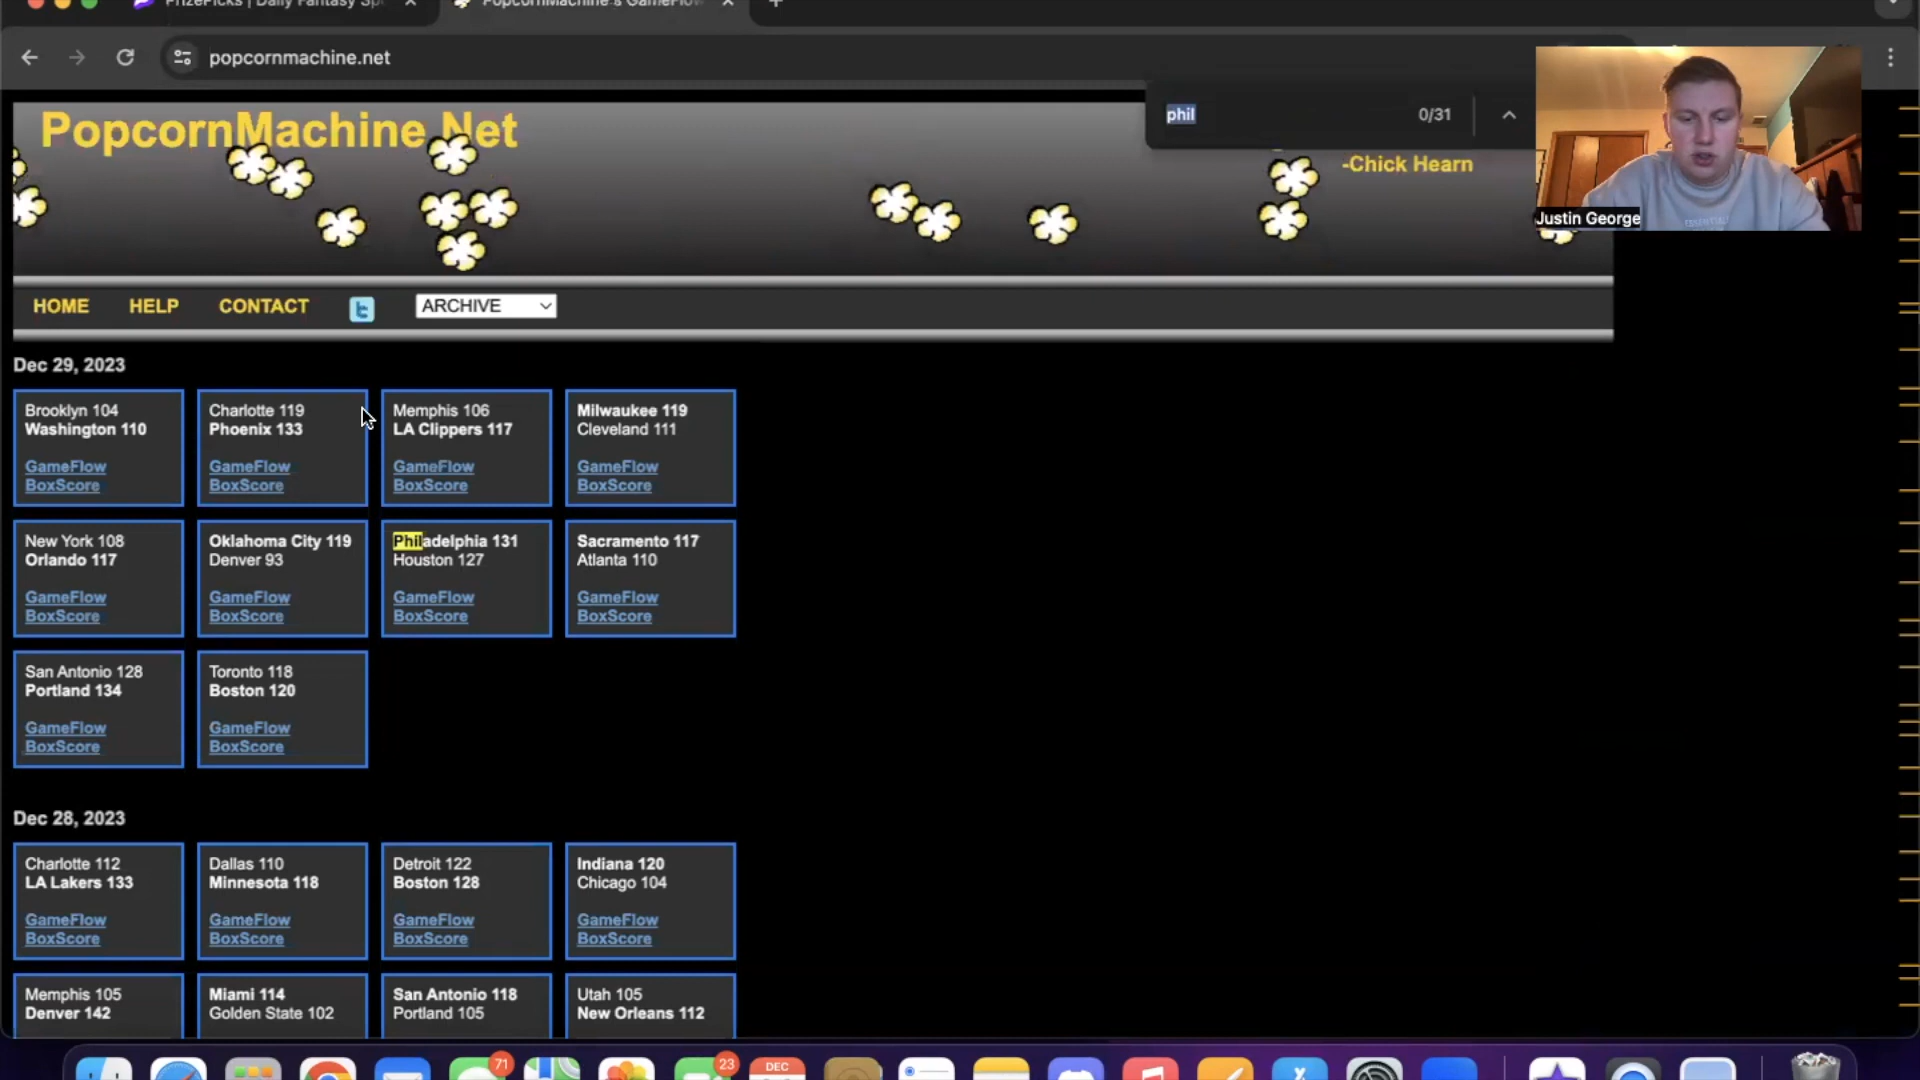 PrizePicks | Daily Fantasy Sp
PopcornMachine's GameFlow
popcornmachine.net
phil
0/31
PopcornMachine.Net
-Chick Hearn
Justin George
HOME
HELP
CONTACT
ARCHIVE
Dec 29, 2023
Brooklyn 104
Washington 110
GameFlow
BoxScore
Charlotte 119
Phoenix 133
GameFlow
BoxScore
Memphis 106
LA Clippers 117
GameFlow
BoxScore
Milwaukee 119
Cleveland 111
GameFlow
BoxScore
New York 108
Orlando 117
GameFlow
BoxScore
Oklahoma City 119
Denver 93
GameFlow
BoxScore
Philadelphia 131
Houston 127
GameFlow
BoxScore
Sacramento 117
Atlanta 110
GameFlow
BoxScore
San Antonio 128
Portland 134
GameFlow
BoxScore
Toronto 118
Boston 120
GameFlow
BoxScore
Dec 28, 2023
Charlotte 112
LA Lakers 133
GameFlow
BoxScore
Dallas 110
Minnesota 118
GameFlow
BoxScore
Detroit 122
Boston 128
GameFlow
BoxScore
Indiana 120
Chicago 104
GameFlow
BoxScore
Memphis 105
Denver 142
Miami 114
Golden State 102
San Antonio 118
Portland 105
Utah 105
New Orleans 112
71
23
DEC